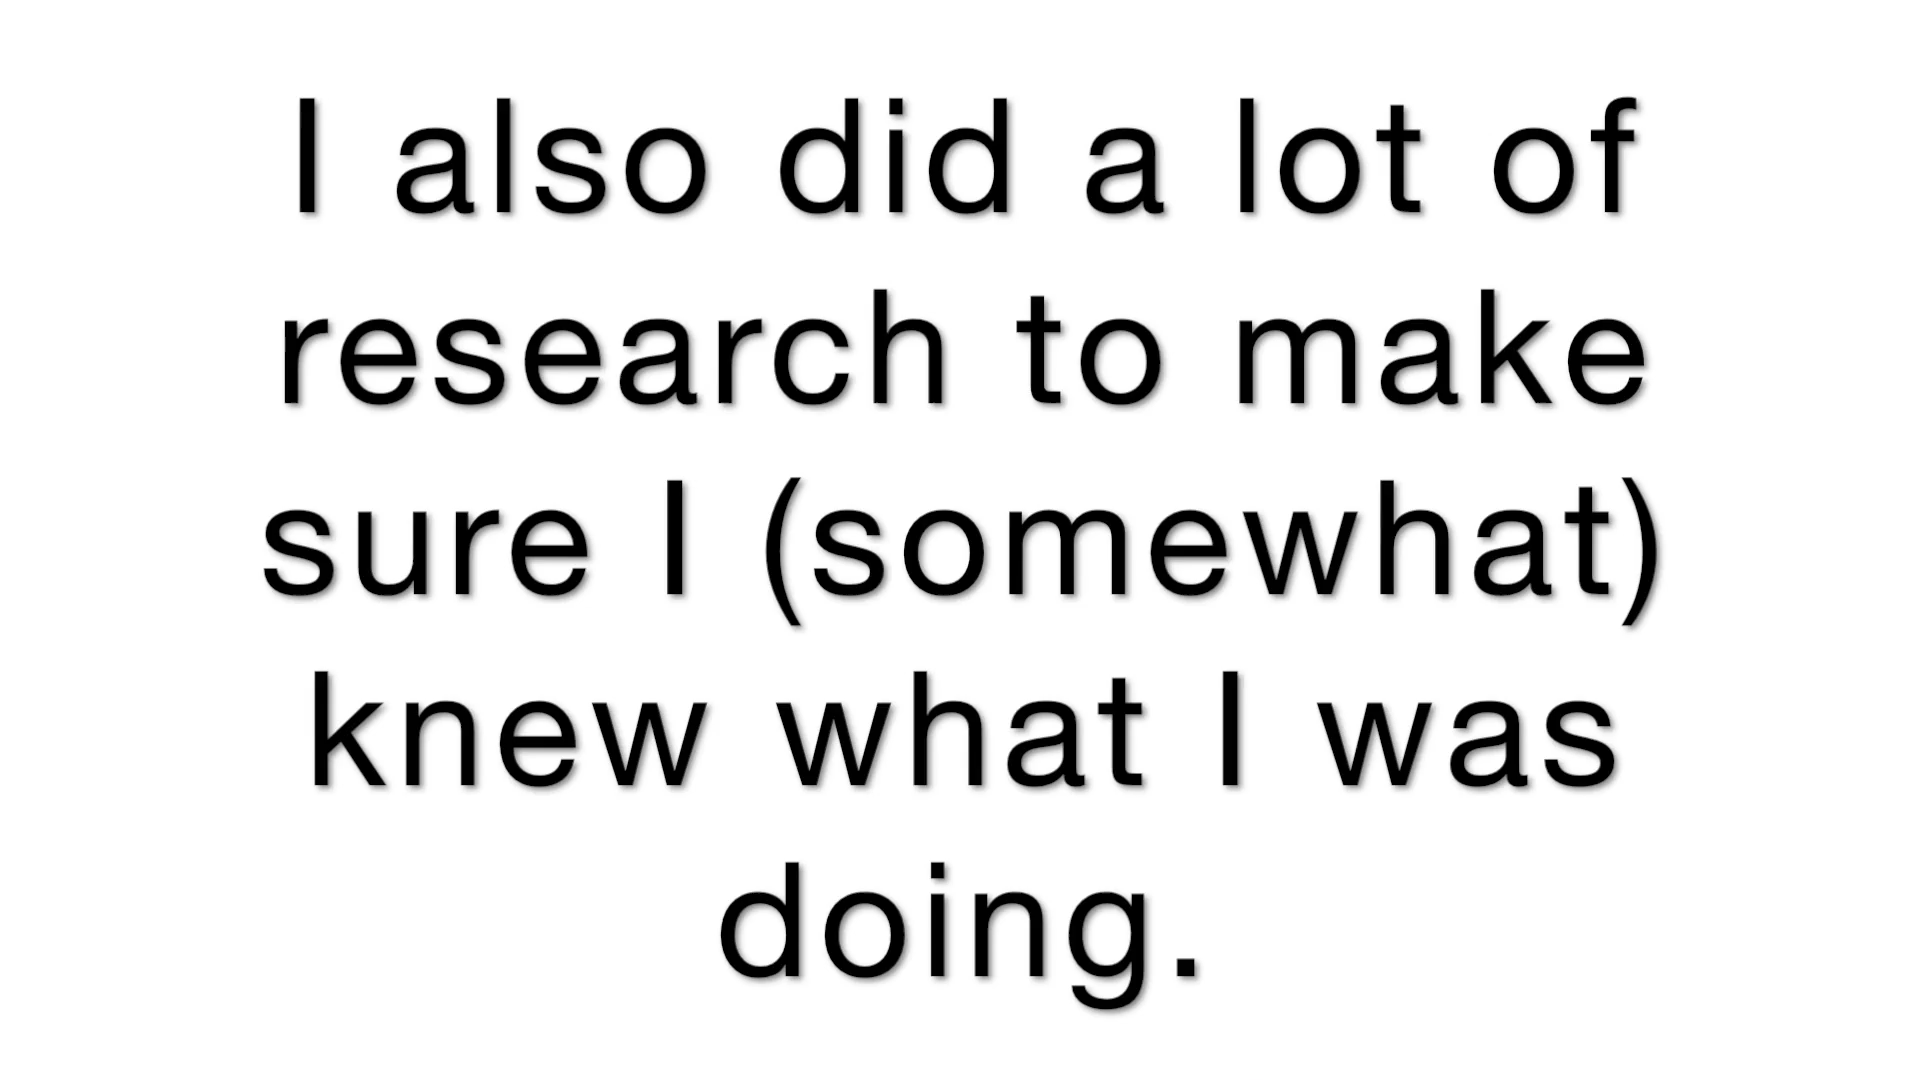 I also did a lot of
research to make
sure I (somewhat)
knew what I was
doing.